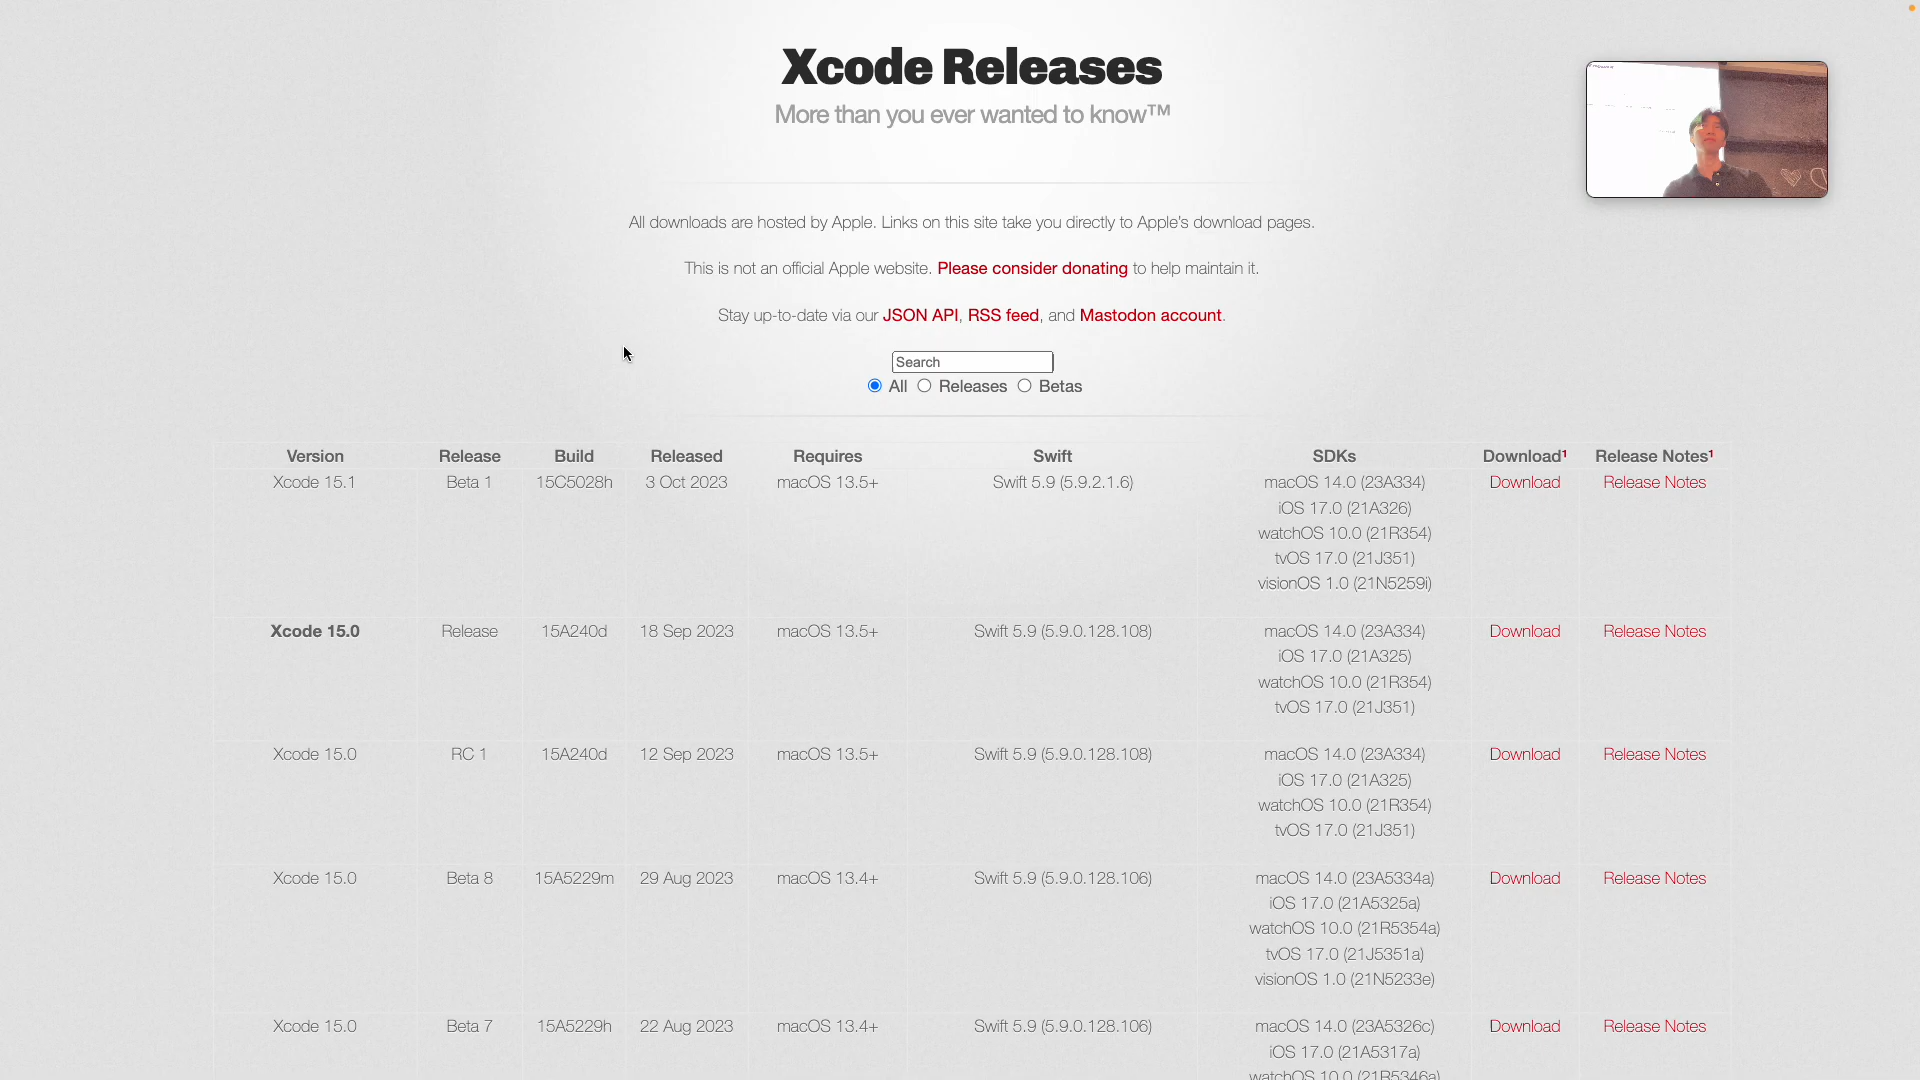 Xcode Releases
More than you ever wanted to know™
All downloads are hosted by Apple. Links on this site take you directly to Apple's download pages.
This is not an official Apple website. Please consider donating to help maintain it.
Stay up-to-date via our JSON API, RSS feed, and Mastodon account.
Search
All Releases Betas
Version Release Build Released Requires Swift SDKs Download¹ Release Notes¹
Xcode 15.1 Beta 1 15C5028h 3 Oct 2023 macOS 13.5+ Swift 5.9 (5.9.2.1.6) macOS 14.0 (23A334) Download Release Notes
iOS 17.0 (21A326)
watchOS 10.0 (21R354)
tvOS 17.0 (21J351)
visionOS 1.0 (21N5259i)
Xcode 15.0 Release 15A240d 18 Sep 2023 macOS 13.5+ Swift 5.9 (5.9.0.128.108) macOS 14.0 (23A334) Download Release Notes
iOS 17.0 (21A325)
watchOS 10.0 (21R354)
tvOS 17.0 (21J351)
Xcode 15.0 RC 1 15A240d 12 Sep 2023 macOS 13.5+ Swift 5.9 (5.9.0.128.108) macOS 14.0 (23A334) Download Release Notes
iOS 17.0 (21A325)
watchOS 10.0 (21R354)
tvOS 17.0 (21J351)
Xcode 15.0 Beta 8 15A5229m 29 Aug 2023 macOS 13.4+ Swift 5.9 (5.9.0.128.106) macOS 14.0 (23A5334a) Download Release Notes
iOS 17.0 (21A5325a)
watchOS 10.0 (21R5354a)
tvOS 17.0 (21J5351a)
visionOS 1.0 (21N5233e)
Xcode 15.0 Beta 7 15A5229h 22 Aug 2023 macOS 13.4+ Swift 5.9 (5.9.0.128.106) macOS 14.0 (23A5326c) Download Release Notes
iOS 17.0 (21A5317a)
watchOS 10.0 (21R5346a)